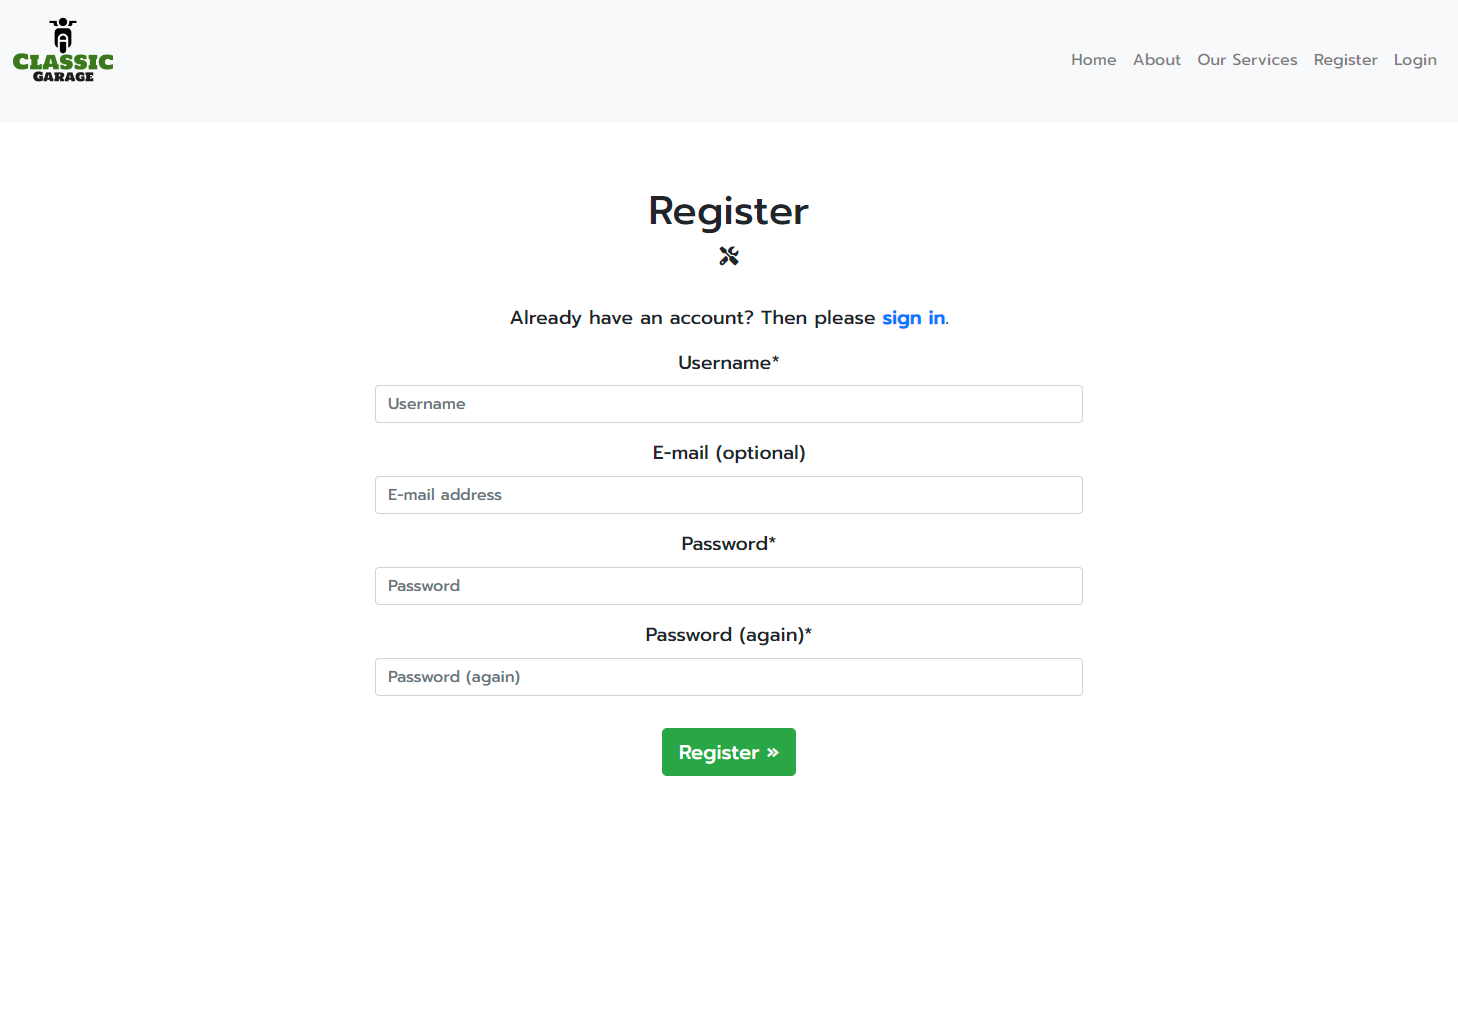 CLASSIC
GARAGE
Home About Our Services Register Login
Register
Already have an account? Then please sign in.
Username*
Username
E-mail (optional)
E-mail address
Password*
Password
Password (again)*
Password (again)
Register »